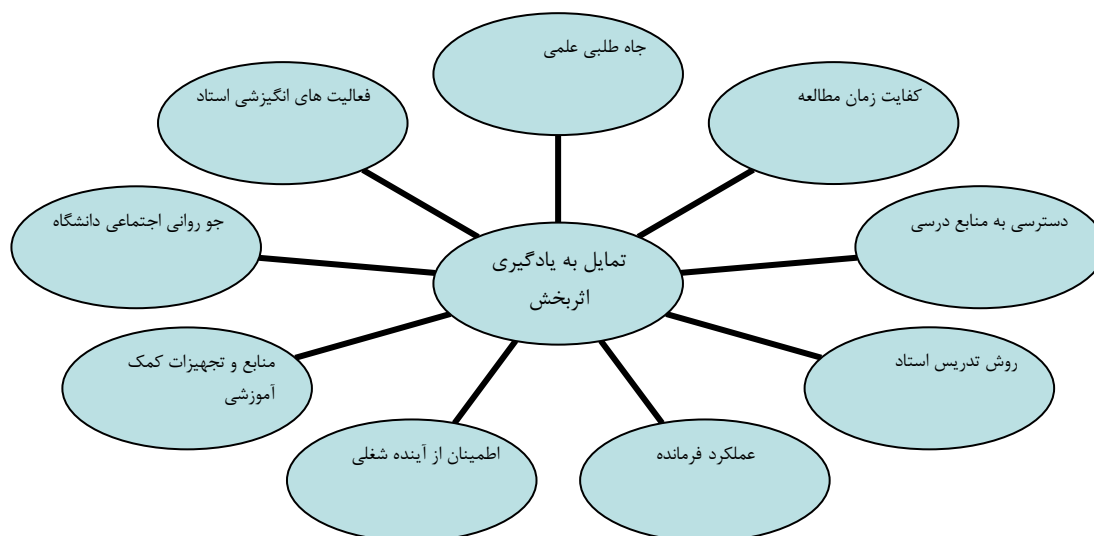 جاه طلبی علمی
کفایت زمان مطالعه
فعالیت های انگیزشی استاد
دسترسی به منابع درسی
جو روانی اجتماعی دانشگاه
تمایل به یادگیری
اثربخش
روش تدریس استاد
منابع و تجهیزات کمک
آموزشی
عملکرد فرمانده
اطمینان از آینده شغلی